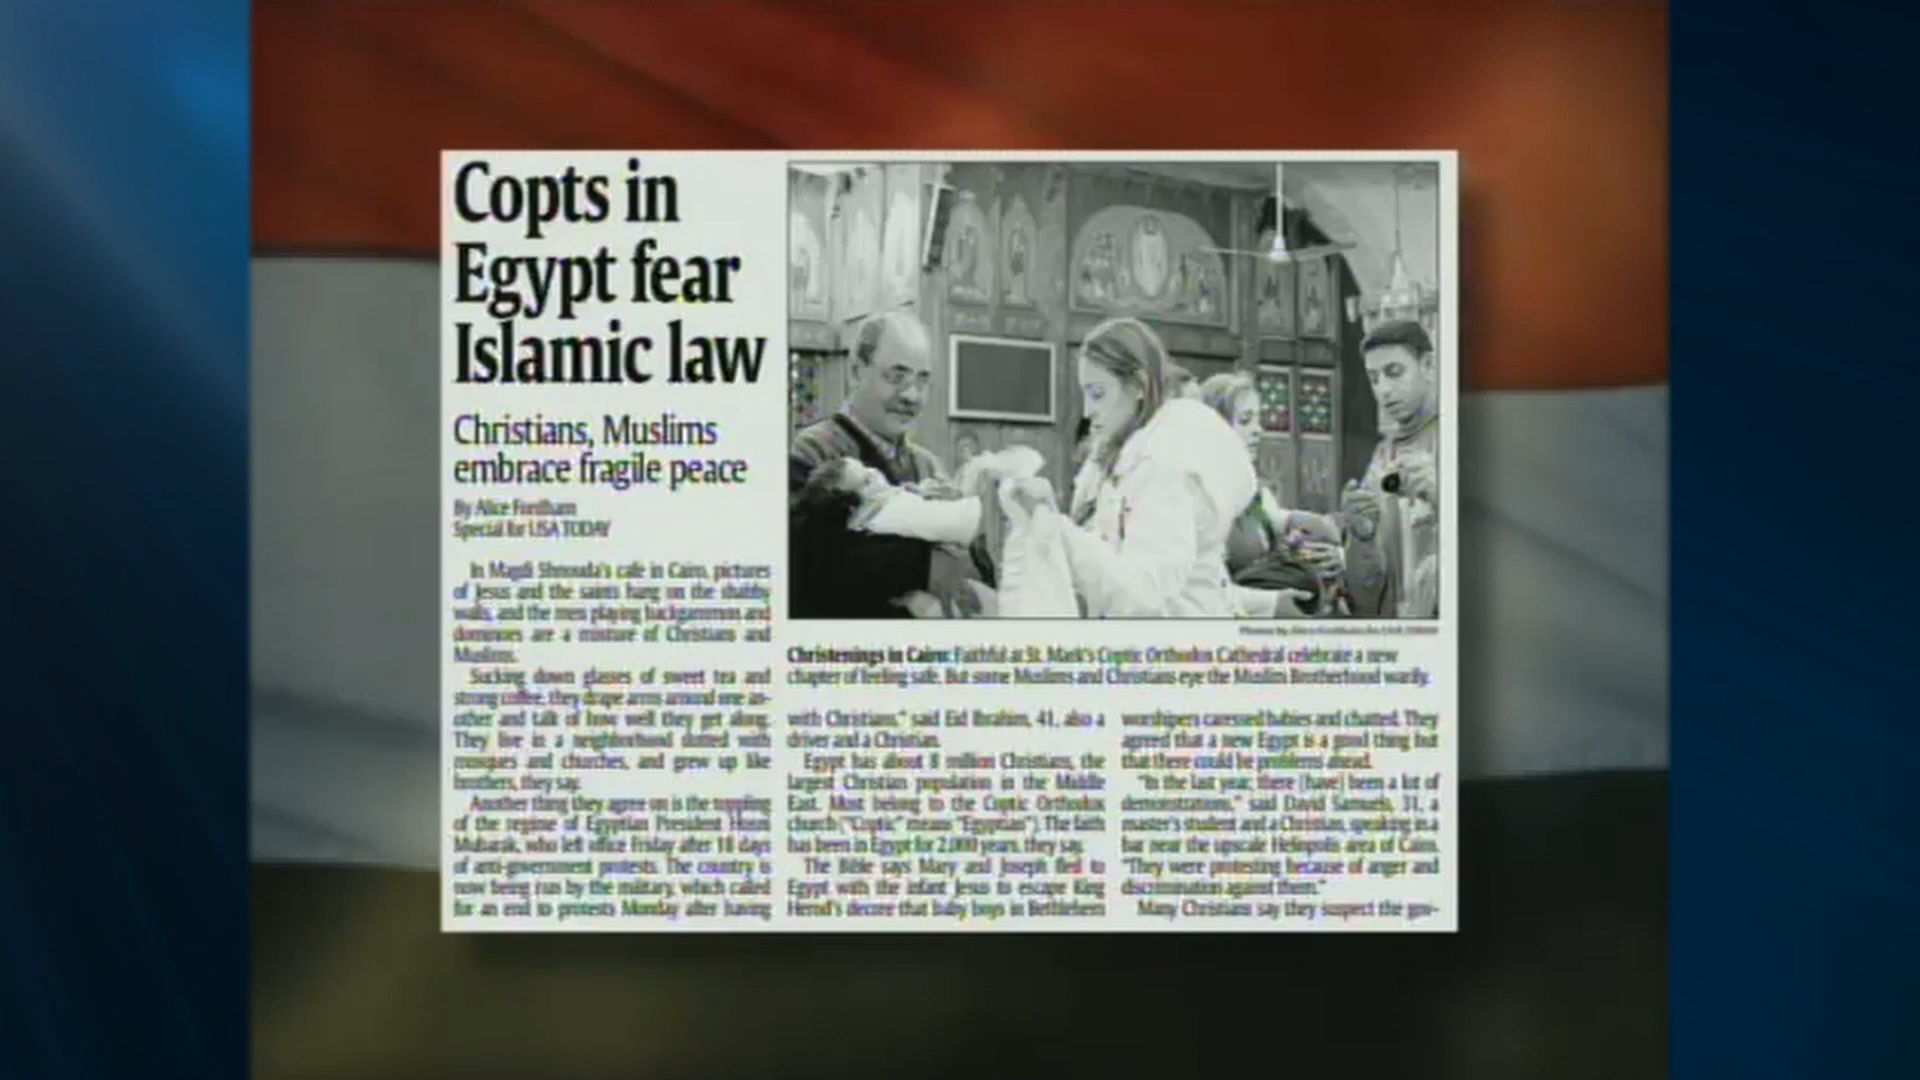 Copts in
Egypt fear
Islamic law
Christians, Muslims
embrace fragile peace
By Alice Fordham
Special for USA TODAY
In Magdi Shnouda's cafe in Cairo, pictures
of Jesus and the saints hang on the shabby
walls, and the men playing backgammon and
dominoes are a mixture of Christians and
Muslims.
Sucking down glasses of sweet tea and
strong coffee, they drape arms around one an-
other and talk of how well they get along.
They live in a neighborhood dotted with
mosques and churches, and grew up like
brothers, they say.
Another thing they agree on is the toppling
of the regime of Egyptian President Hosni
Mubarak, who left office Friday after 18 days
of anti-government protests. The country is
now being run by the military, which called
for an end to protests Monday after having
Christenings in Cairo: Faithful at St. Mark's Coptic Orthodox Cathedral celebrate a new
chapter of feeling safe. But some Muslims and Christians eye the Muslim Brotherhood warily.
with Christians," said Eid Ibrahim, 41, also a
driver and a Christian.
Egypt has about 8 million Christians, the
largest Christian population in the Middle
East. Most belong to the Coptic Orthodox
church ("Coptic" means "Egyptian"). The faith
has been in Egypt for 2,000 years, they say.
The Bible says Mary and Joseph fled to
Egypt with the infant Jesus to escape King
Herod's decree that baby boys in Bethlehem
worshipers caressed babies and chatted. They
agreed that a new Egypt is a good thing but
that there could be problems ahead.
"In the last year, there (have) been a lot of
demonstrations," said David Samuels, 31, a
master's student and a Christian, speaking in a
bar near the upscale Heliopolis area of Cairo.
"They were protesting because of anger and
discrimination against them."
Many Christians say they suspect the gov-